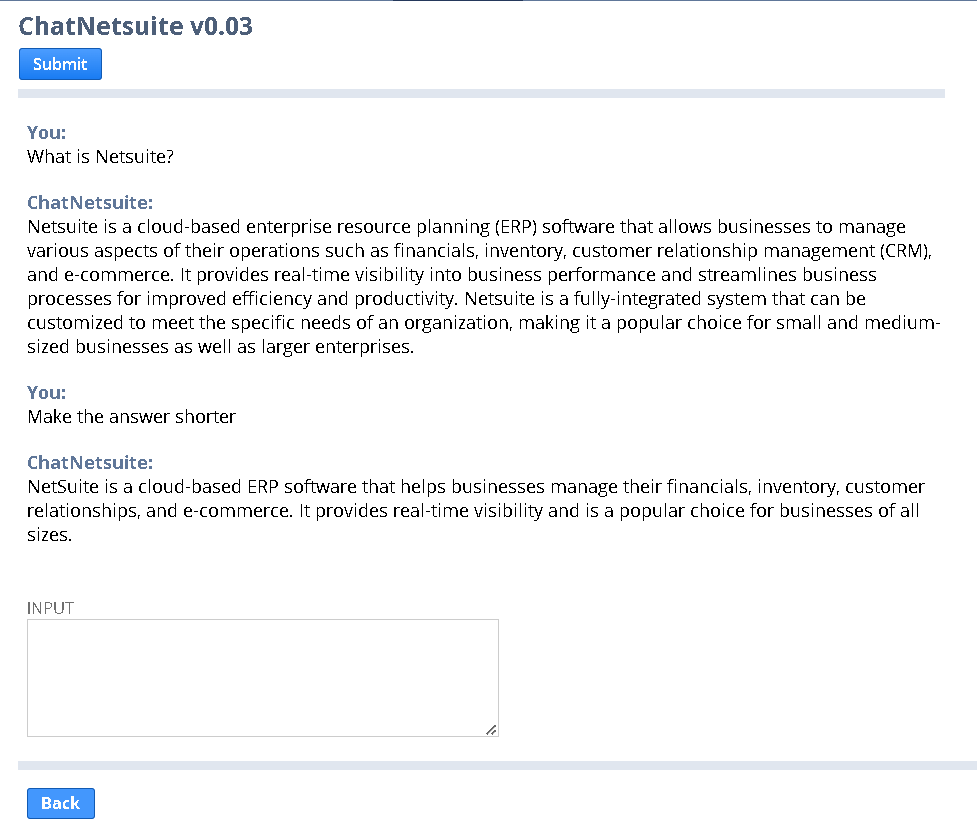 ChatNetsuite v0.03
Submit
You:
What is Netsuite?
ChatNetsuite:
Netsuite is a cloud-based enterprise resource planning (ERP) software that allows businesses to manage
various aspects of their operations such as financials, inventory, customer relationship management (CRM),
and e-commerce. It provides real-time visibility into business performance and streamlines business
processes for improved efficiency and productivity. Netsuite is a fully-integrated system that can be
customized to meet the specific needs of an organization, making it a popular choice for small and medium-
sized businesses as well as larger enterprises.
You:
Make the answer shorter
ChatNetsuite:
NetSuite is a cloud-based ERP software that helps businesses manage their financials, inventory, customer
relationships, and e-commerce. It provides real-time visibility and is a popular choice for businesses of all
sizes.
INPUT
Back